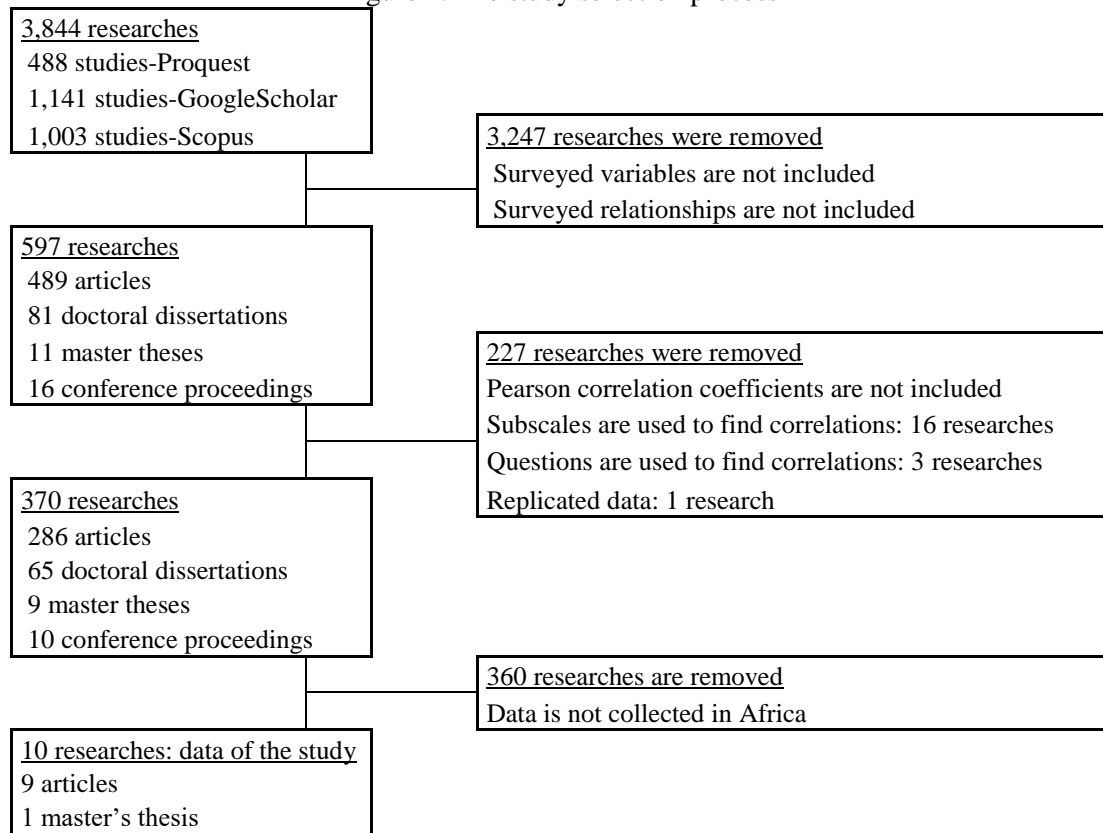 3,844 researches
488 studies-Proquest
1,141 studies-GoogleScholar
1,003 studies-Scopus
3,247 researches were removed
Surveyed variables are not included
Surveyed relationships are not included
597 researches
489 articles
81 doctoral dissertations
11 master theses
16 conference proceedings
227 researches were removed
Pearson correlation coefficients are not included
Subscales are used to find correlations: 16 researches
Questions are used to find correlations: 3 researches
Replicated data: 1 research
370 researches
286 articles
65 doctoral dissertations
9 master theses
10 conference proceedings
360 researches are removed
Data is not collected in Africa
10 researches: data of the study
9 articles
1 master’s thesis